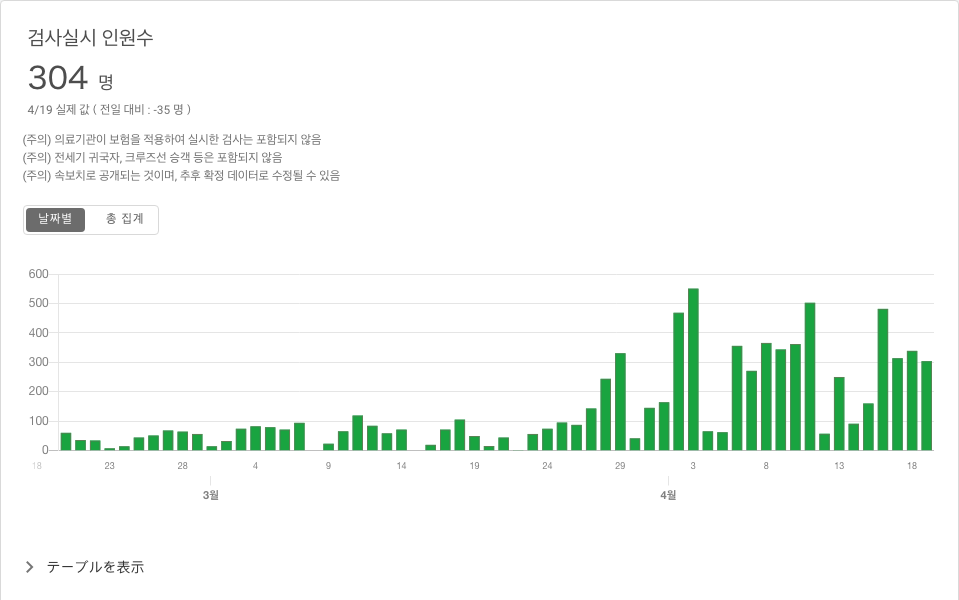 검사실시 인원수
304 명
4/19 실제 값 ( 전일 대비 : -35 명 )
(주의) 의료기관이 보험을 적용하여 실시한 검사는 포함되지 않음
(주의) 전세기 귀국자, 크루즈선 승객 등은 포함되지 않음
(주의) 속보치로 공개되는 것이며, 추후 확정 데이터로 수정될 수 있음
날짜별 총 집계
600
500
400
300
200
100
0
18 23 28 4 9 14 19 24 29 3 8 13 18
3월 4월
テーブルを表示